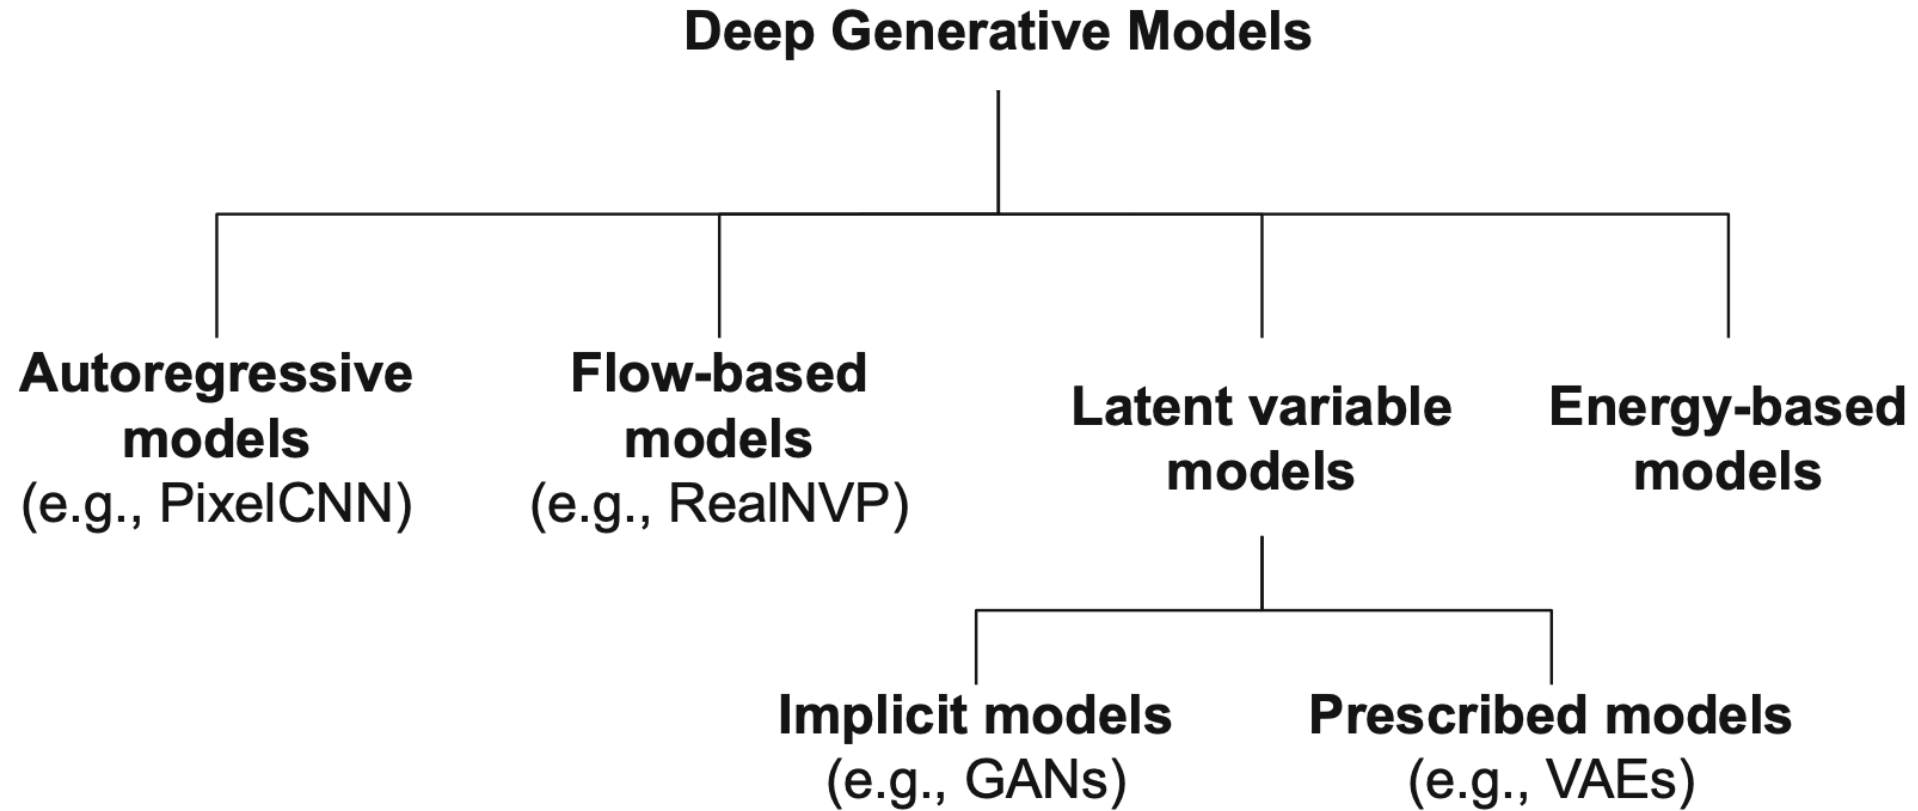 Deep Generative Models
Autoregressive
models
(e.g., PixelCNN)
Flow-based
models
(e.g., RealNVP)
Latent variable
models
Energy-based
models
Implicit models
(e.g., GANs)
Prescribed models
(e.g., VAEs)